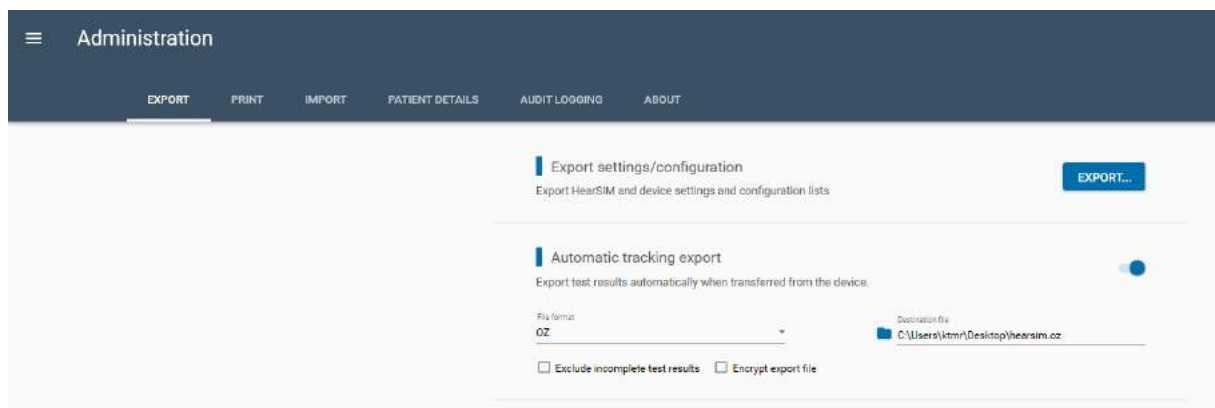 Administration
EXPORT PRINT IMPORT PATIENT DETAILS AUDIT LOGGING ABOUT
Export settings/configuration
EXPORT...
Export HearSIM and device settings and configuration lists
Automatic tracking export
Export test results automatically when transferred from the device.
File format
OZ
Destination file
C:\Users\ktmr\Desktop\hearsim.oz
Exclude incomplete test results Encrypt export file